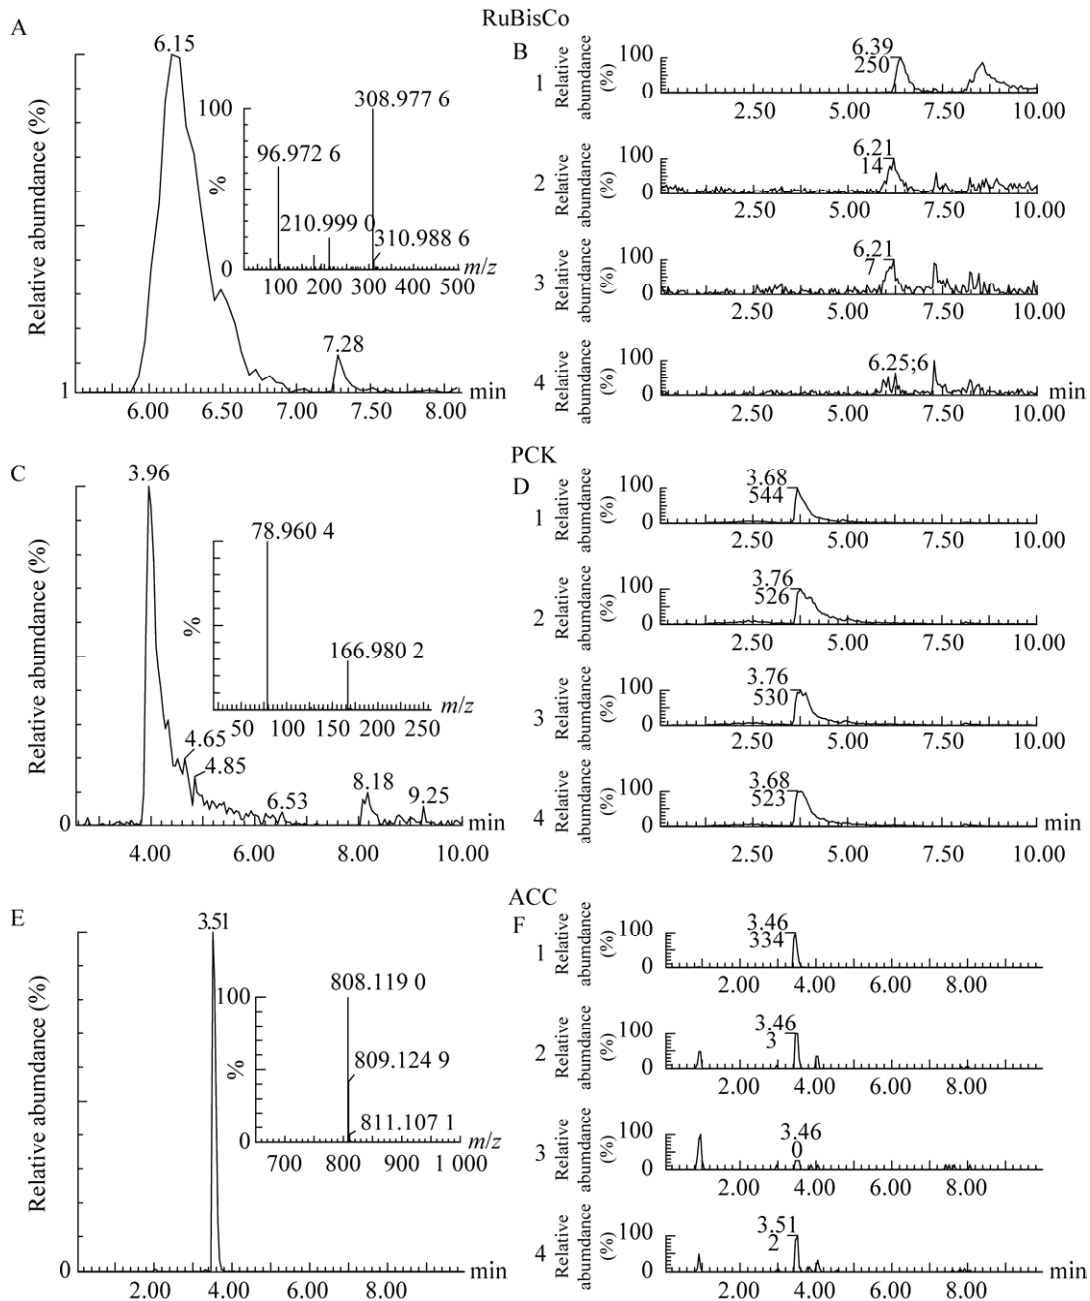 RuBisCo
A
Relative abumdance (%)
6.15
7.28
1
6.00 6.50 7.00 7.50 8.00 min
100
%
0
308.977 6
96.972 6
210.999 0
310.988 6
100 200 300 400 500 m/z
B
1 Relative abumdance (%)
100
0
6.39
250
2.50 5.00 7.50 10.00
2 Relative abumdance (%)
100
0
6.21
14
2.50 5.00 7.50 10.00
3 Relative abumdance (%)
100
0
6.21
7
2.50 5.00 7.50 10.00
4 Relative abumdance (%)
100
0
6.25;6
2.50 5.00 7.50 10.00
min
PCK
C
Relative abumdance (%)
3.96
4.65
4.85
6.53
8.18
9.25
0
4.00 6.00 8.00 10.00
min
%
78.960 4
166.980 2
50 100 150 200 250
m/z
D
1 Relative abumdance (%)
100
0
3.68
544
2.50 5.00 7.50 10.00
2 Relative abumdance (%)
100
0
3.76
526
2.50 5.00 7.50 10.00
3 Relative abumdance (%)
100
0
3.76
530
2.50 5.00 7.50 10.00
4 Relative abumdance (%)
100
0
3.68
523
min
2.50 5.00 7.50 10.00
ACC
E
Relative abumdance (%)
3.51
0
2.00 4.00 6.00 8.00
min
100
%
0
808.119 0
809.124 9
811.107 1
700 800 900 1 000
m/z
F
1 Relative abumdance (%)
100
0
3.46
334
2.00 4.00 6.00 8.00
2 Relative abumdance (%)
100
0
3.46
3
2.00 4.00 6.00 8.00
3 Relative abumdance (%)
100
0
3.46
0
2.00 4.00 6.00 8.00
4 Relative abumdance (%)
100
0
3.51
2
min
2.00 4.00 6.00 8.00